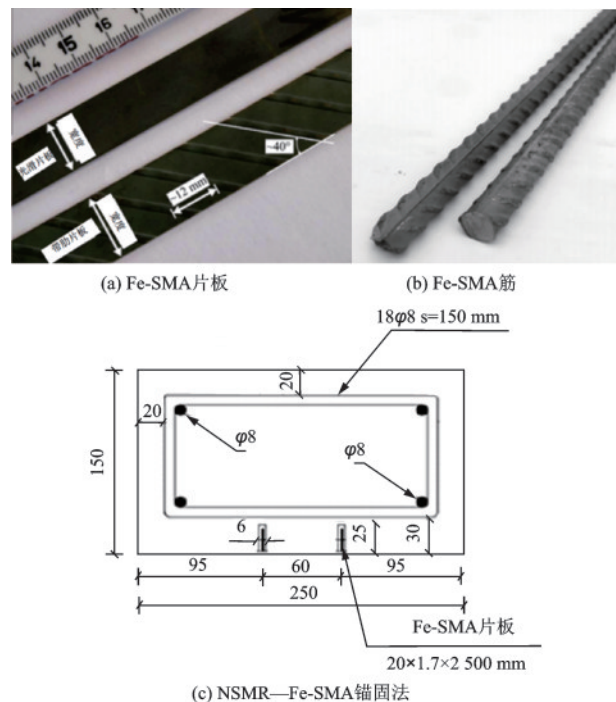 14 15 16 17
宽度
光滑片板
~40°
~12 mm
宽度
带肋片板
(a) Fe-SMA片板
(b) Fe-SMA筋
18φ8 s=150 mm
20
20
φ8
φ8
150
6
25
30
95
60
95
250
Fe-SMA片板
20×1.7×2 500 mm
(c) NSMR—Fe-SMA锚固法